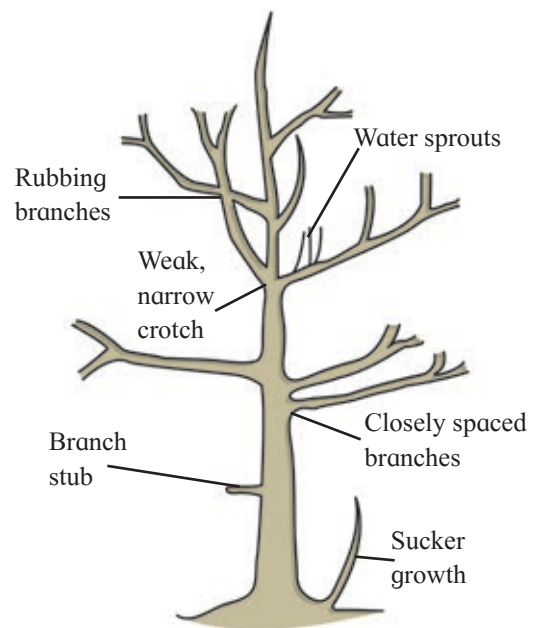 Water sprouts
Rubbing
branches
Weak,
narrow
crotch
Closely spaced
branches
Branch
stub
Sucker
growth